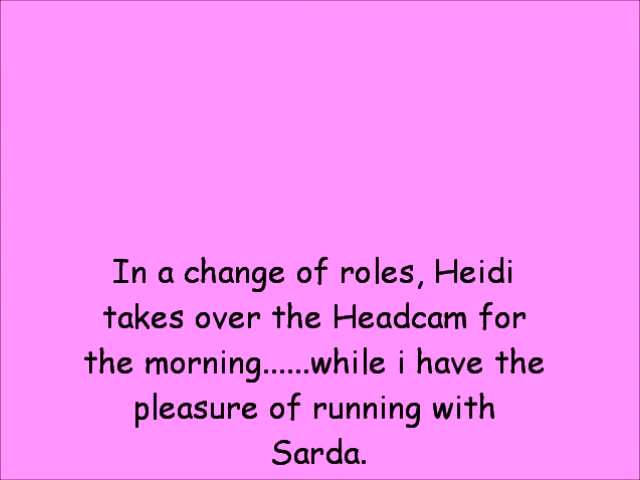 In a change of roles, Heidi
takes over the Headcam for
the morning......while i have the
pleasure of running with
Sarda.